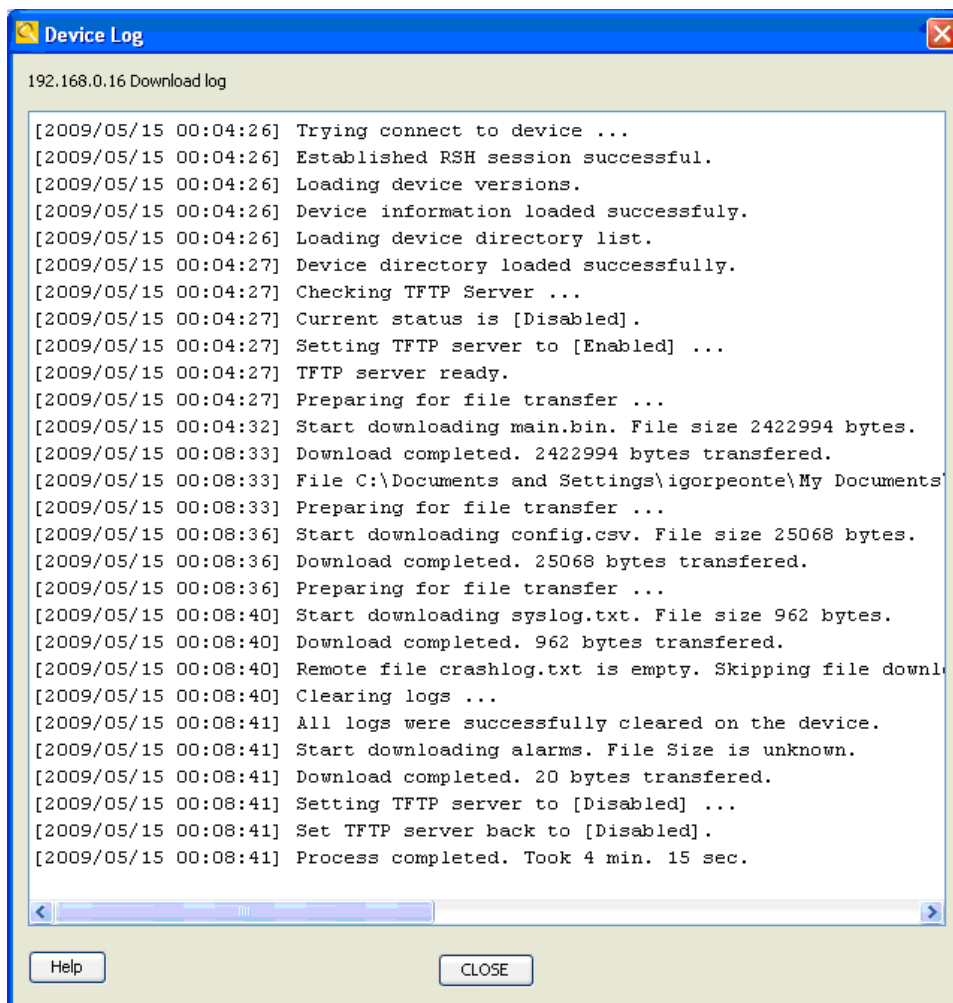 Device Log
192.168.0.16 Download log
[2009/05/15 00:04:26] Trying connect to device ...
[2009/05/15 00:04:26] Established RSH session successful.
[2009/05/15 00:04:26] Loading device versions.
[2009/05/15 00:04:26] Device information loaded successfuly.
[2009/05/15 00:04:26] Loading device directory list.
[2009/05/15 00:04:27] Device directory loaded successfully.
[2009/05/15 00:04:27] Checking TFTP Server ...
[2009/05/15 00:04:27] Current status is [Disabled].
[2009/05/15 00:04:27] Setting TFTP server to [Enabled] ...
[2009/05/15 00:04:27] TFTP server ready.
[2009/05/15 00:04:27] Preparing for file transfer ...
[2009/05/15 00:04:32] Start downloading main.bin. File size 2422994 bytes.
[2009/05/15 00:08:33] Download completed. 2422994 bytes transfered.
[2009/05/15 00:08:33] File C:\Documents and Settings\igorpeonte\My Documents\
[2009/05/15 00:08:33] Preparing for file transfer ...
[2009/05/15 00:08:36] Start downloading config.csv. File size 25068 bytes.
[2009/05/15 00:08:36] Download completed. 25068 bytes transfered.
[2009/05/15 00:08:36] Preparing for file transfer ...
[2009/05/15 00:08:40] Start downloading syslog.txt. File size 962 bytes.
[2009/05/15 00:08:40] Download completed. 962 bytes transfered.
[2009/05/15 00:08:40] Remote file crashlog.txt is empty. Skipping file downl
[2009/05/15 00:08:40] Clearing logs ...
[2009/05/15 00:08:41] All logs were successfully cleared on the device.
[2009/05/15 00:08:41] Start downloading alarms. File Size is unknown.
[2009/05/15 00:08:41] Download completed. 20 bytes transfered.
[2009/05/15 00:08:41] Setting TFTP server to [Disabled] ...
[2009/05/15 00:08:41] Set TFTP server back to [Disabled].
[2009/05/15 00:08:41] Process completed. Took 4 min. 15 sec.
Help
CLOSE